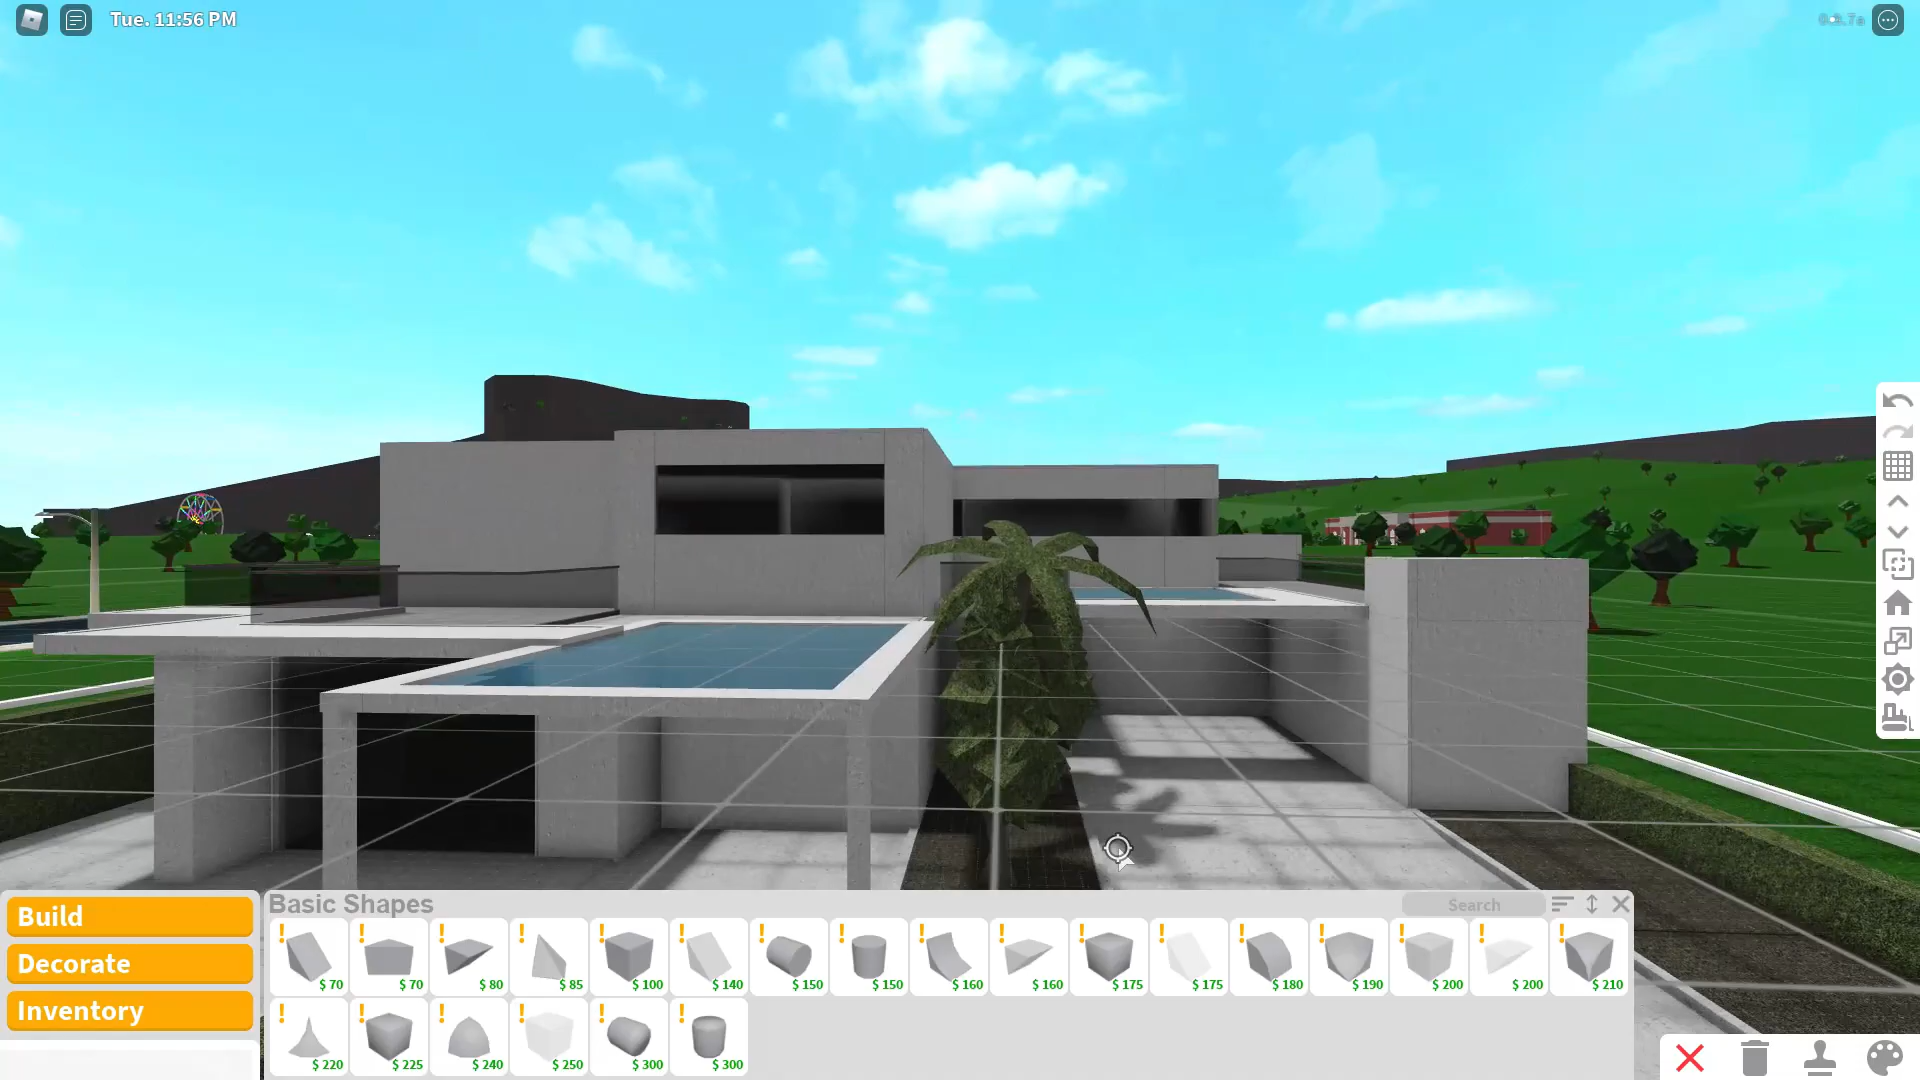 Tue. 11:56 PM
Build
Decorate
Inventory
Basic Shapes
Search
! $ 70
! $ 70
! $ 80
! $ 85
! $ 100
! $ 140
! $ 150
! $ 150
! $ 160
! $ 160
! $ 175
! $ 175
! $ 180
! $ 190
! $ 200
! $ 200
! $ 210
! $ 220
! $ 225
! $ 240
! $ 250
! $ 300
! $ 300